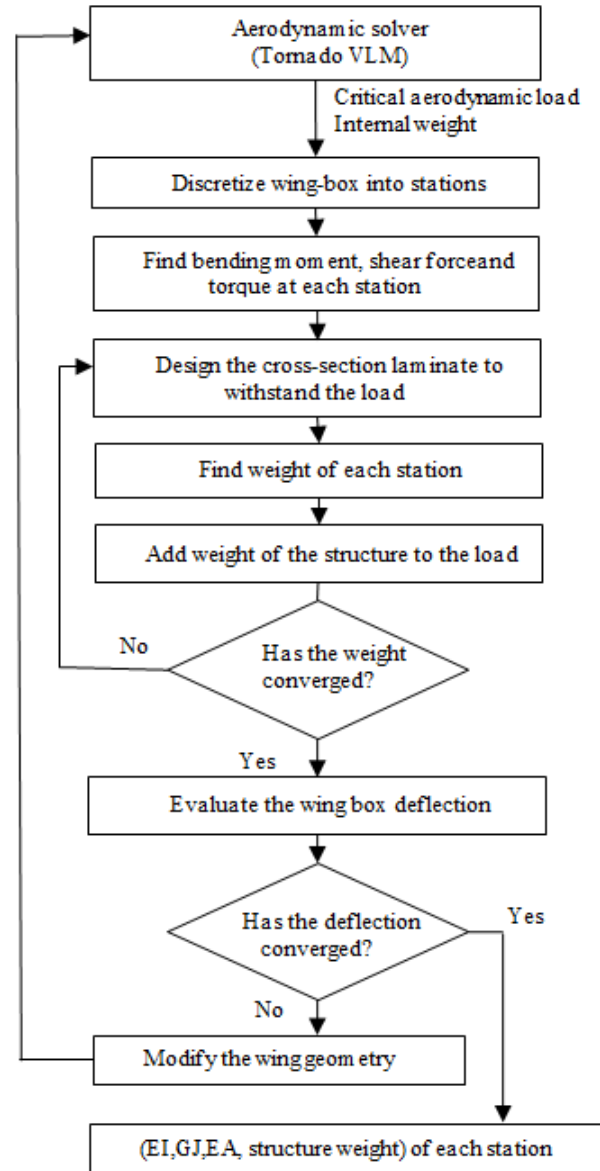 Aerodynamic solver
(Tornado VLM)
Critical aerodynamic load
Internal weight
Discretize wing-box into stations
Find bending moment, shear forceand
torque at each station
Design the cross-section laminate to
withstand the load
Find weight of each station
Add weight of the structure to the load
No
Has the weight
converged?
Yes
Evaluate the wing box deflection
Has the deflection
converged?
Yes
No
Modify the wing geometry
(EI,GJ,EA, structure weight) of each station